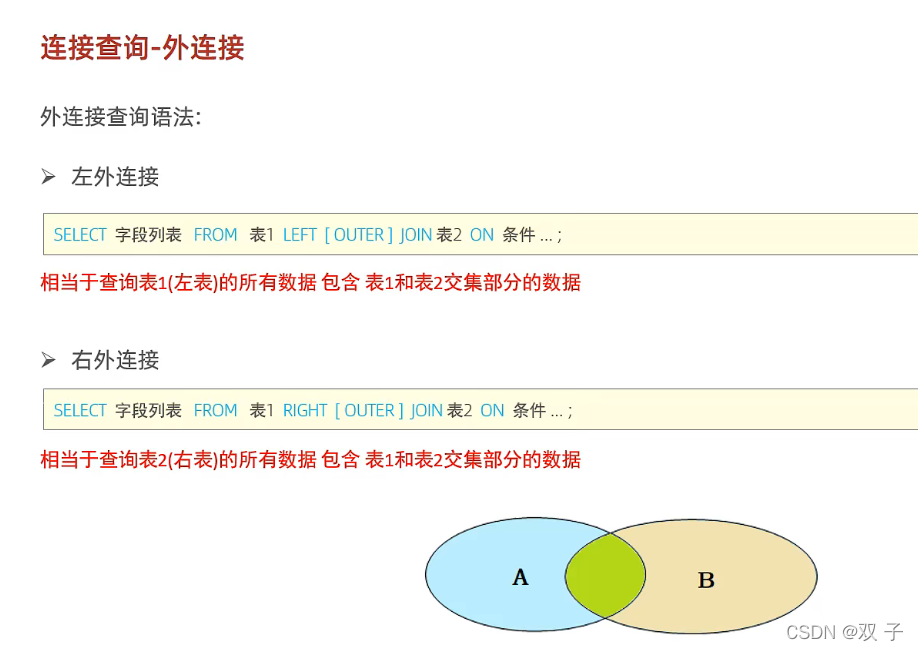 连接查询-外连接
外连接查询语法:
➢ 左外连接
SELECT 字段列表 FROM 表1 LEFT [ OUTER ] JOIN 表2 ON 条件 ... ;
相当于查询表1(左表)的所有数据 包含 表1和表2交集部分的数据
➢ 右外连接
SELECT 字段列表 FROM 表1 RIGHT [ OUTER ] JOIN 表2 ON 条件 ... ;
相当于查询表2(右表)的所有数据 包含 表1和表2交集部分的数据
A B
CSDN @双 子